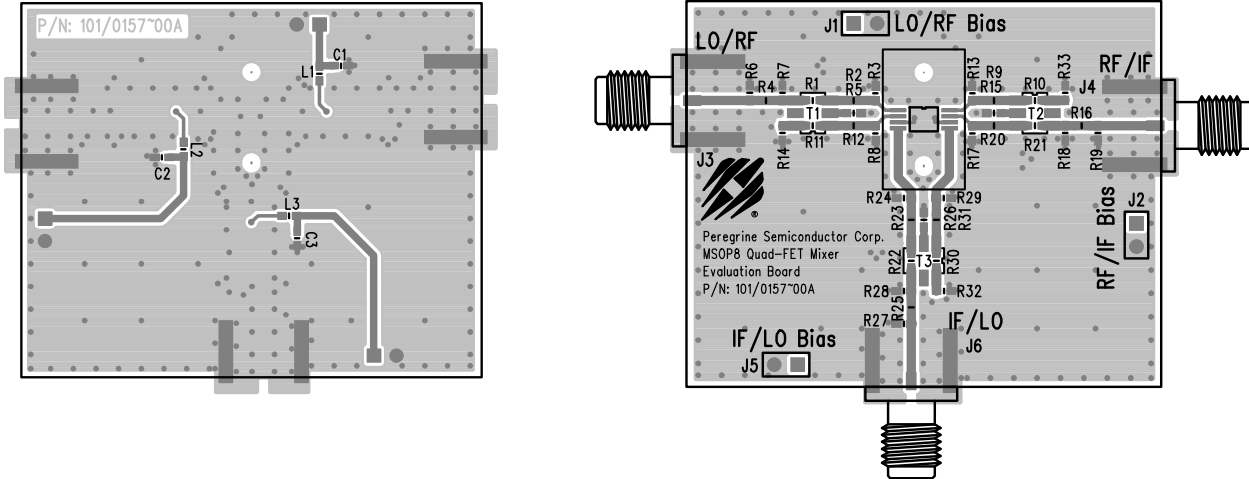 P/N: 101/0157~00A
C1
L1
L2
C2
L3
C3
J1
LO/RF Bias
LO/RF
RF/IF
R6
R7
R4
R1
R2
R5
R3
R13
R9
R15
R10
R33
J4
T1
T2
R16
R14
R11
R12
R8
R17
R20
R21
R18
R19
J3
®
R24
R29
R23
R26
R31
J2
RF/IF Bias
Peregrine Semiconductor Corp.
MSOP8 Quad-FET Mixer
Evaluation Board
P/N: 101/0157~00A
R22
T3
R30
R28
R25
R32
R27
IF/LO
J6
IF/LO Bias
J5